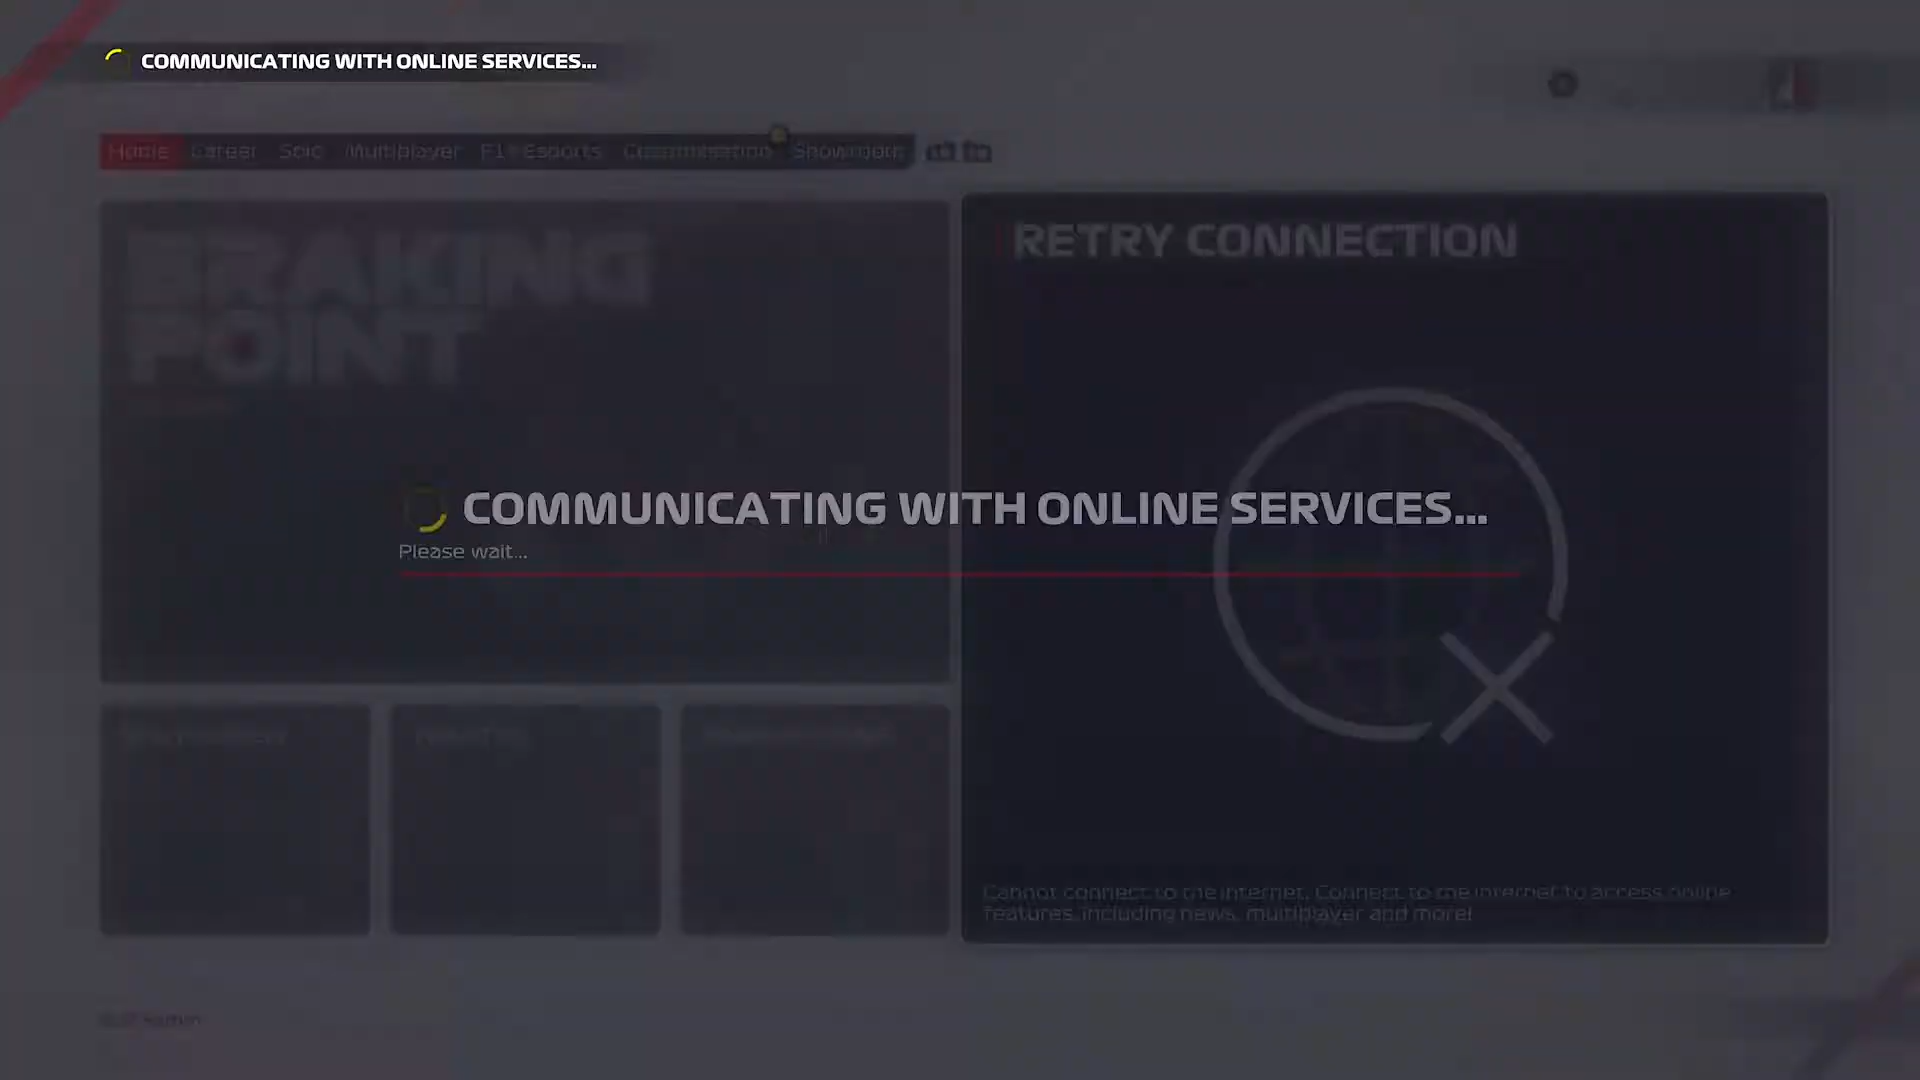 COMMUNICATING WITH ONLINE SERVICES...
Home Career Multiplayer F1 Esports Customisation Showroom
BRAKING
POINT
RETRY CONNECTION
COMMUNICATING WITH ONLINE SERVICES...
Please wait...
Cannot connect to the internet. Connect to the internet to access online
features, including news, multiplayer and more!